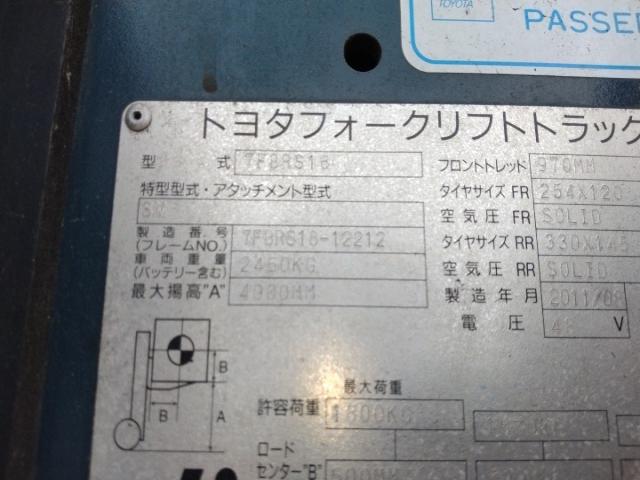 TOYOTA
PASSE
トヨタフォークリフトトラック
型 式 7FBRS18
特型型式・アタッチメント型式
製造番号 (フレームNO.) 7FBRS18-12212
車両重量 (バッテリー含む) 2450KG
最大揚高"A" 4000MM
フロントトレッド 970MM
タイヤサイズ FR 254X120
空気圧 FR SOLID
タイヤサイズ RR 330X145
空気圧 RR SOLID
製造年月 2011/08
電圧 48 V
B
B
A
最大荷重
許容荷重 1800KG
ロード
センター"B"